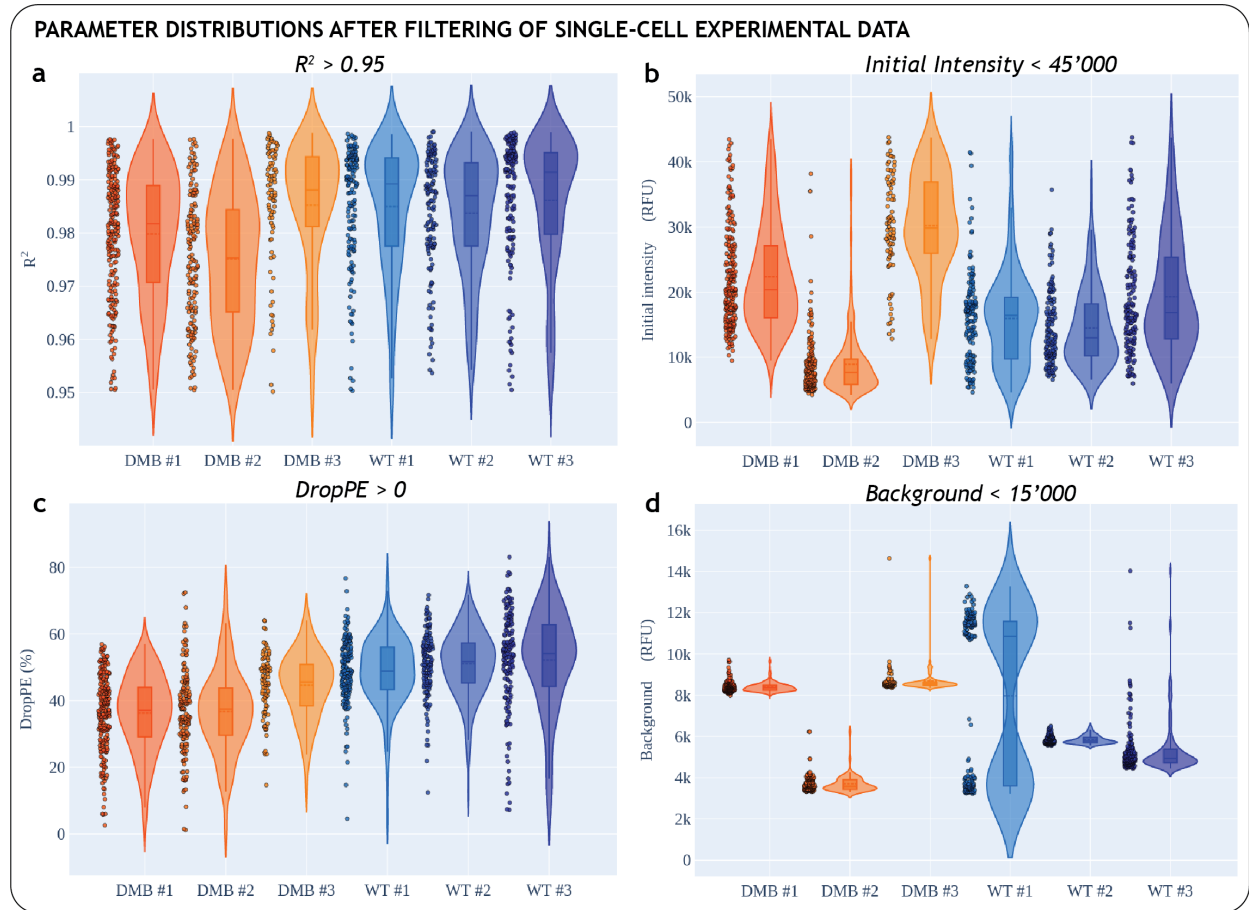 PARAMETER DISTRIBUTIONS AFTER FILTERING OF SINGLE-CELL EXPERIMENTAL DATA
a
R² > 0.95
R²
1
0.99
0.98
0.97
0.96
0.95
DMB #1 DMB #2 DMB #3 WT #1 WT #2 WT #3
b
Initial Intensity < 45’000
Initial intensity (RFU)
50k
40k
30k
20k
10k
0
DMB #1 DMB #2 DMB #3 WT #1 WT #2 WT #3
c
DropPE > 0
DropPE (%)
80
60
40
20
0
DMB #1 DMB #2 DMB #3 WT #1 WT #2 WT #3
d
Background < 15’000
Background (RFU)
16k
14k
12k
10k
8k
6k
4k
2k
0
DMB #1 DMB #2 DMB #3 WT #1 WT #2 WT #3